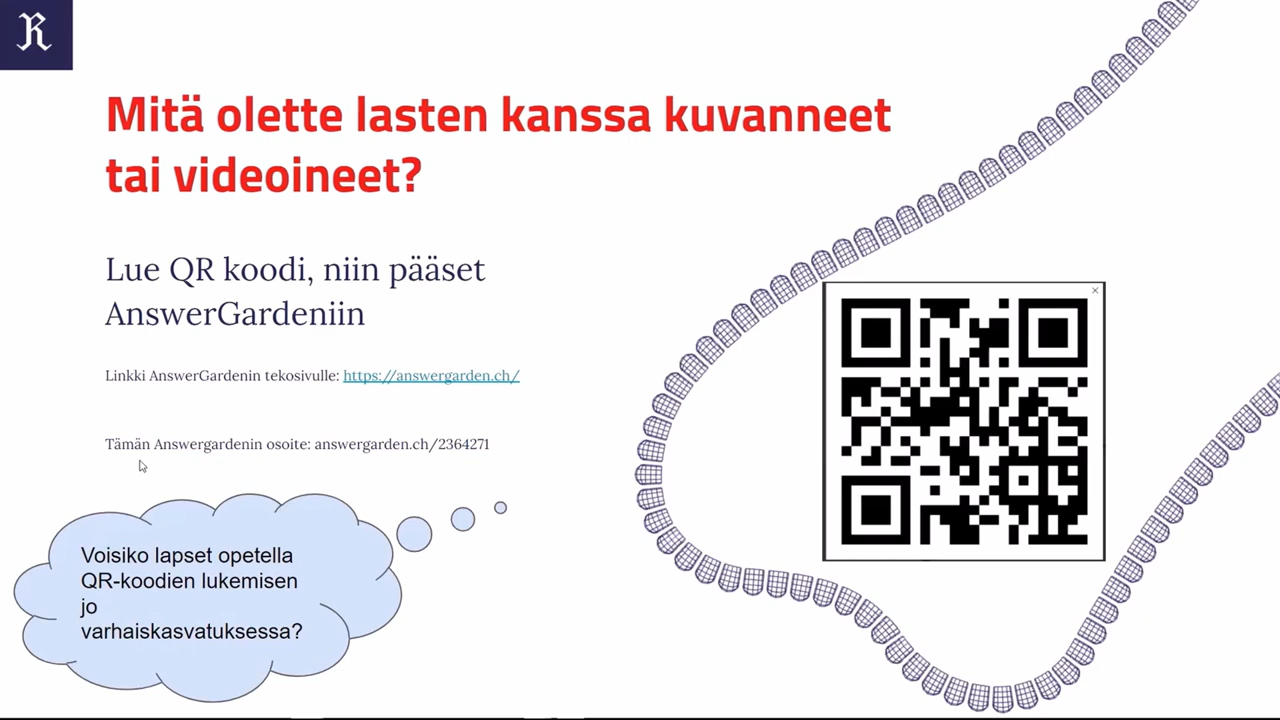 R
Mitä olette lasten kanssa kuvanneet
tai videoineet?
Lue QR koodi, niin pääset
AnswerGardeniin
Linkki AnswerGardenin tekosivulle: https://answergarden.ch/
Tämän Answergardenin osoite: answergarden.ch/2364271
Voisiko lapset opetella
QR-koodien lukemisen
jo
varhaiskasvatuksessa?